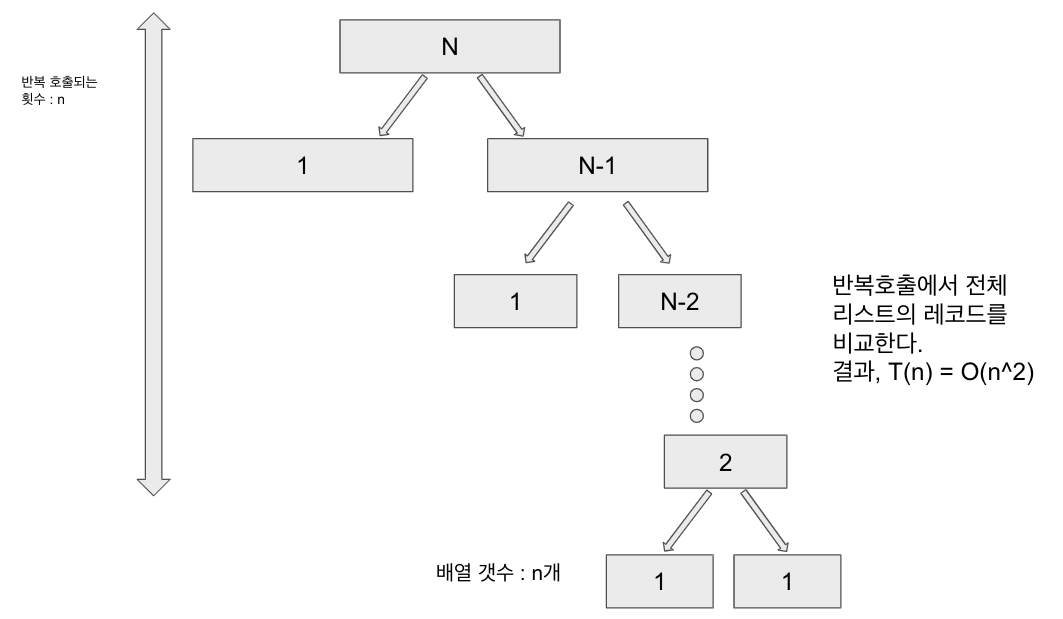 N
반복 호출되는
횟수 : n
1
N-1
1
N-2
반복호출에서 전체
리스트의 레코드를
비교한다.
결과, T(n) = O(n^2)
2
배열 갯수 : n개
1
1